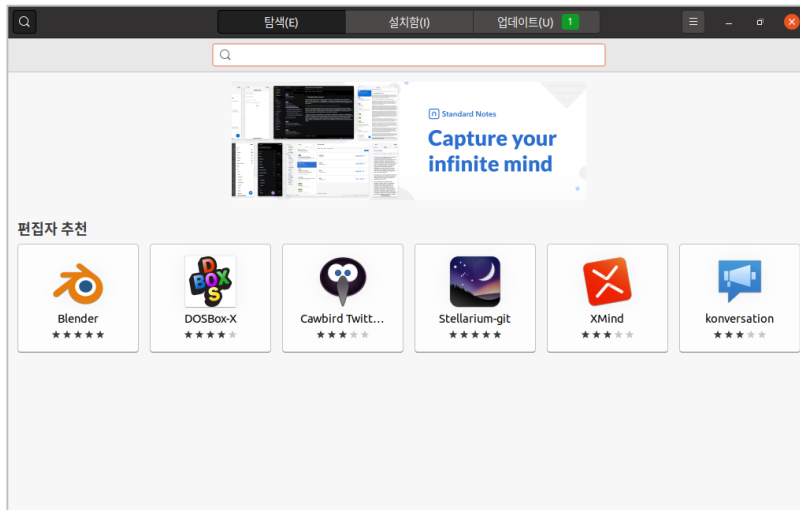 탐색(E) 설치함(I) 업데이트(U) 1
Standard Notes
Capture your
infinite mind
편집자 추천
Blender DOSBox-X Cawbird Twitt... Stellarium-git XMind konversation